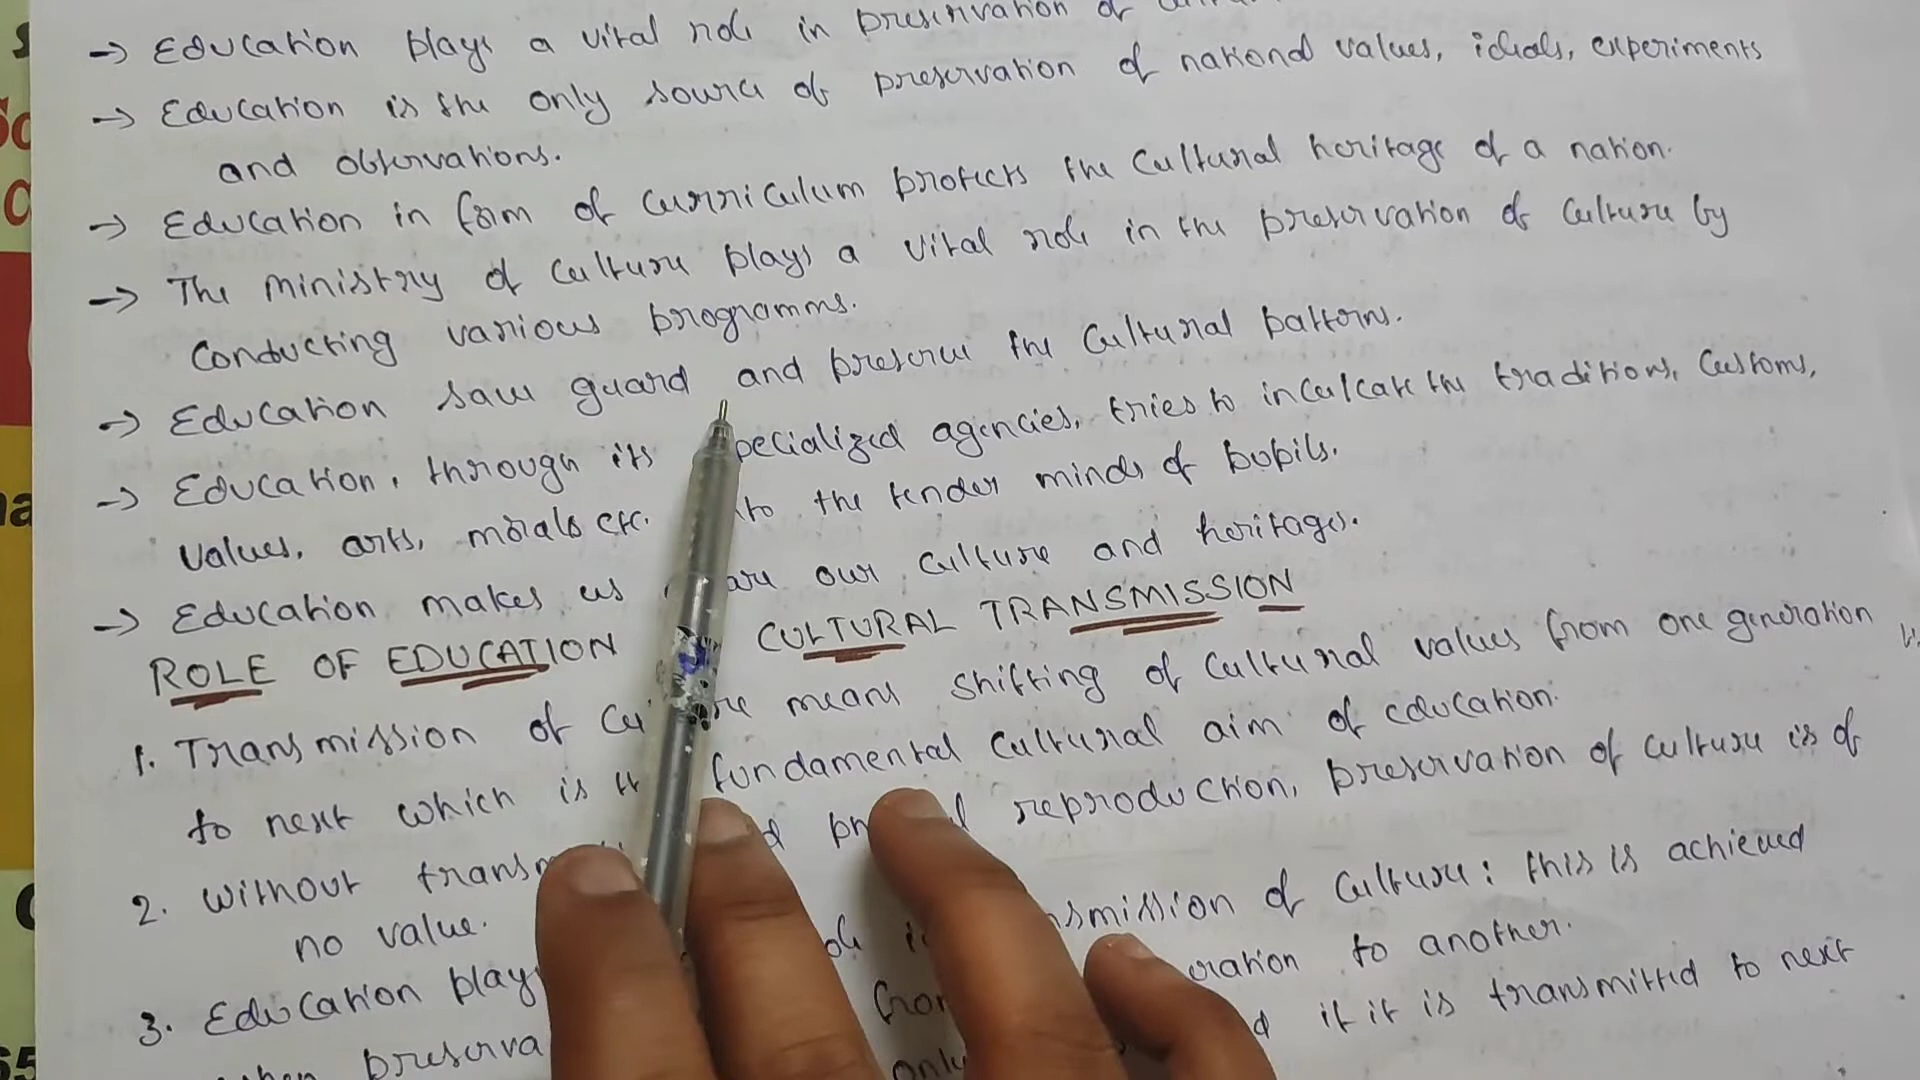 → Education plays a vital role in preservation of
→ Education is the only source of preservation of national values, ideals, experiments
and observations.
→ Education in form of curriculum protects the cultural heritage of a nation.
→ The ministry of culture plays a vital role in the preservation of culture by
conducting various programms.
→ Education save guard and preserve the cultural patterns.
→ Education, through its specialized agencies, tries to inculcate the traditions, customs,
values, arts, morals etc. to the tender minds of pupils.
→ Education makes us our culture and heritages.
ROLE OF EDUCATION CULTURAL TRANSMISSION
1. Transmission of means shifting of cultural values from one generation
to next which is fundamental cultural aim of education.
2. without reproduction, preservation of culture is of
no value.
3. Education plays of culture: this is achieved
to another.
if it is transmitted to next
only